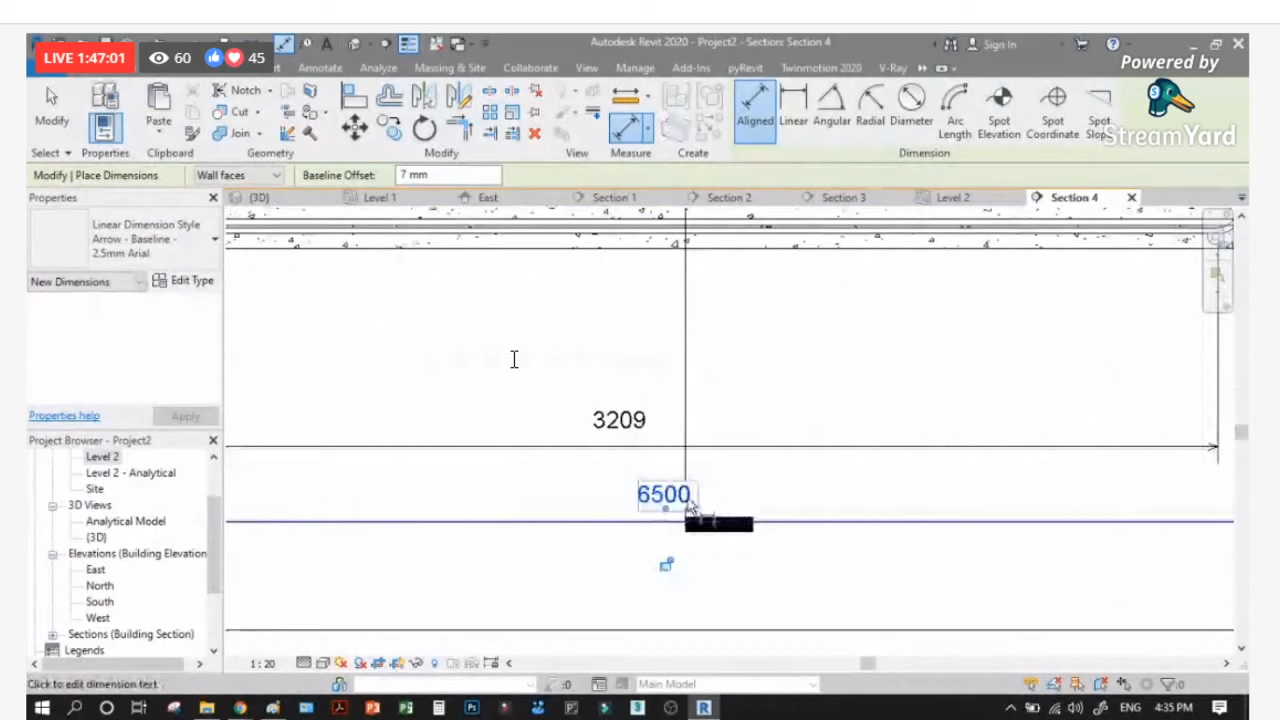 Autodesk Revit 2020 - Project2 - Section: Section 4
Sign In
LIVE 1:47:01
60
45
Powered by
StreamYard
Annotate Analyze Massing & Site Collaborate View Manage Add-Ins pyRevit Twinmotion 2020 V-Ray
Modify
Paste
Notch
Cut
Join
Aligned Linear Angular Radial Diameter Arc Length Spot Elevation Spot Coordinate Spot Slope
Select Properties Clipboard Geometry Modify View Measure Create Dimension
Modify | Place Dimensions Wall faces Baseline Offset: 7 mm
Properties
{3D} Level 1 East Section 1 Section 2 Section 3 Level 2 Section 4
Linear Dimension Style
Arrow - Baseline -
2.5mm Arial
New Dimensions Edit Type
Properties help Apply
3209
6500
Project Browser - Project2
Level 2
Level 2 - Analytical
Site
3D Views
Analytical Model
{3D}
Elevations (Building Elevation
East
North
South
West
Sections (Building Section)
Legends
1 : 20
Click to edit dimension text.
:0
Main Model
:0
ENG 4:35 PM